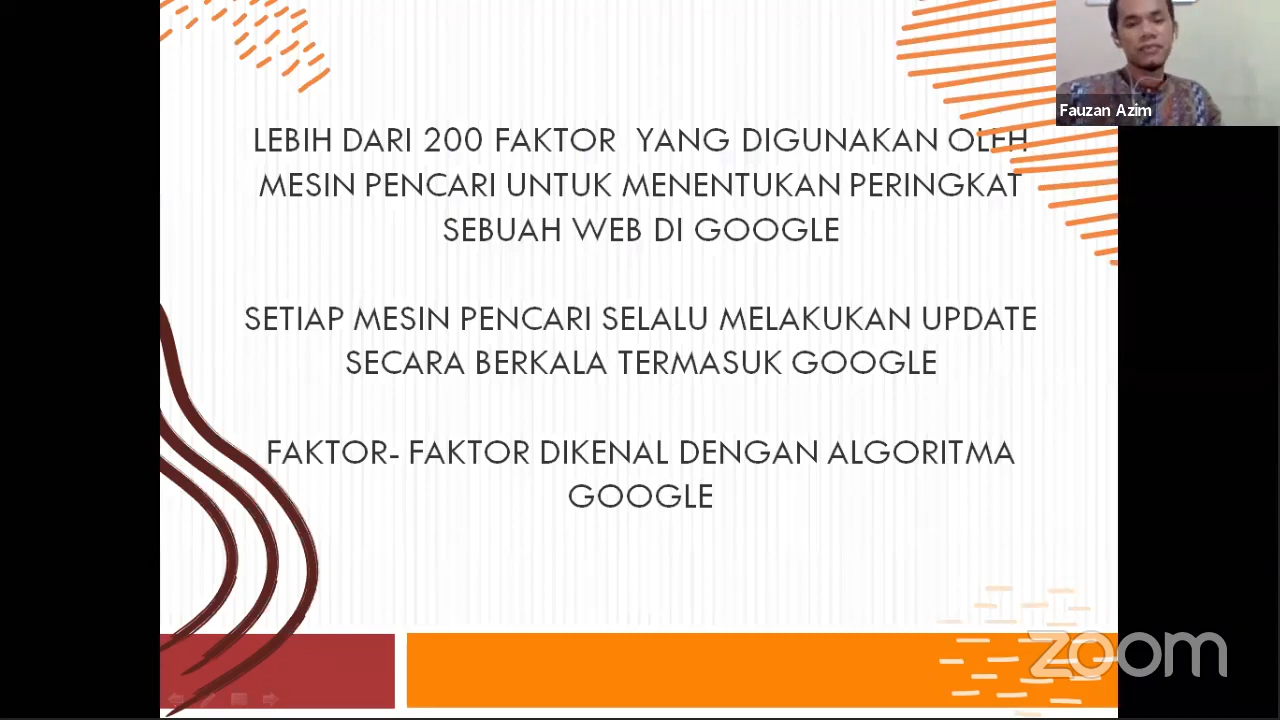 Fauzan Azim
LEBIH DARI 200 FAKTOR YANG DIGUNAKAN OLEH
MESIN PENCARI UNTUK MENENTUKAN PERINGKAT
SEBUAH WEB DI GOOGLE
SETIAP MESIN PENCARI SELALU MELAKUKAN UPDATE
SECARA BERKALA TERMASUK GOOGLE
FAKTOR- FAKTOR DIKENAL DENGAN ALGORITMA
GOOGLE
zoom